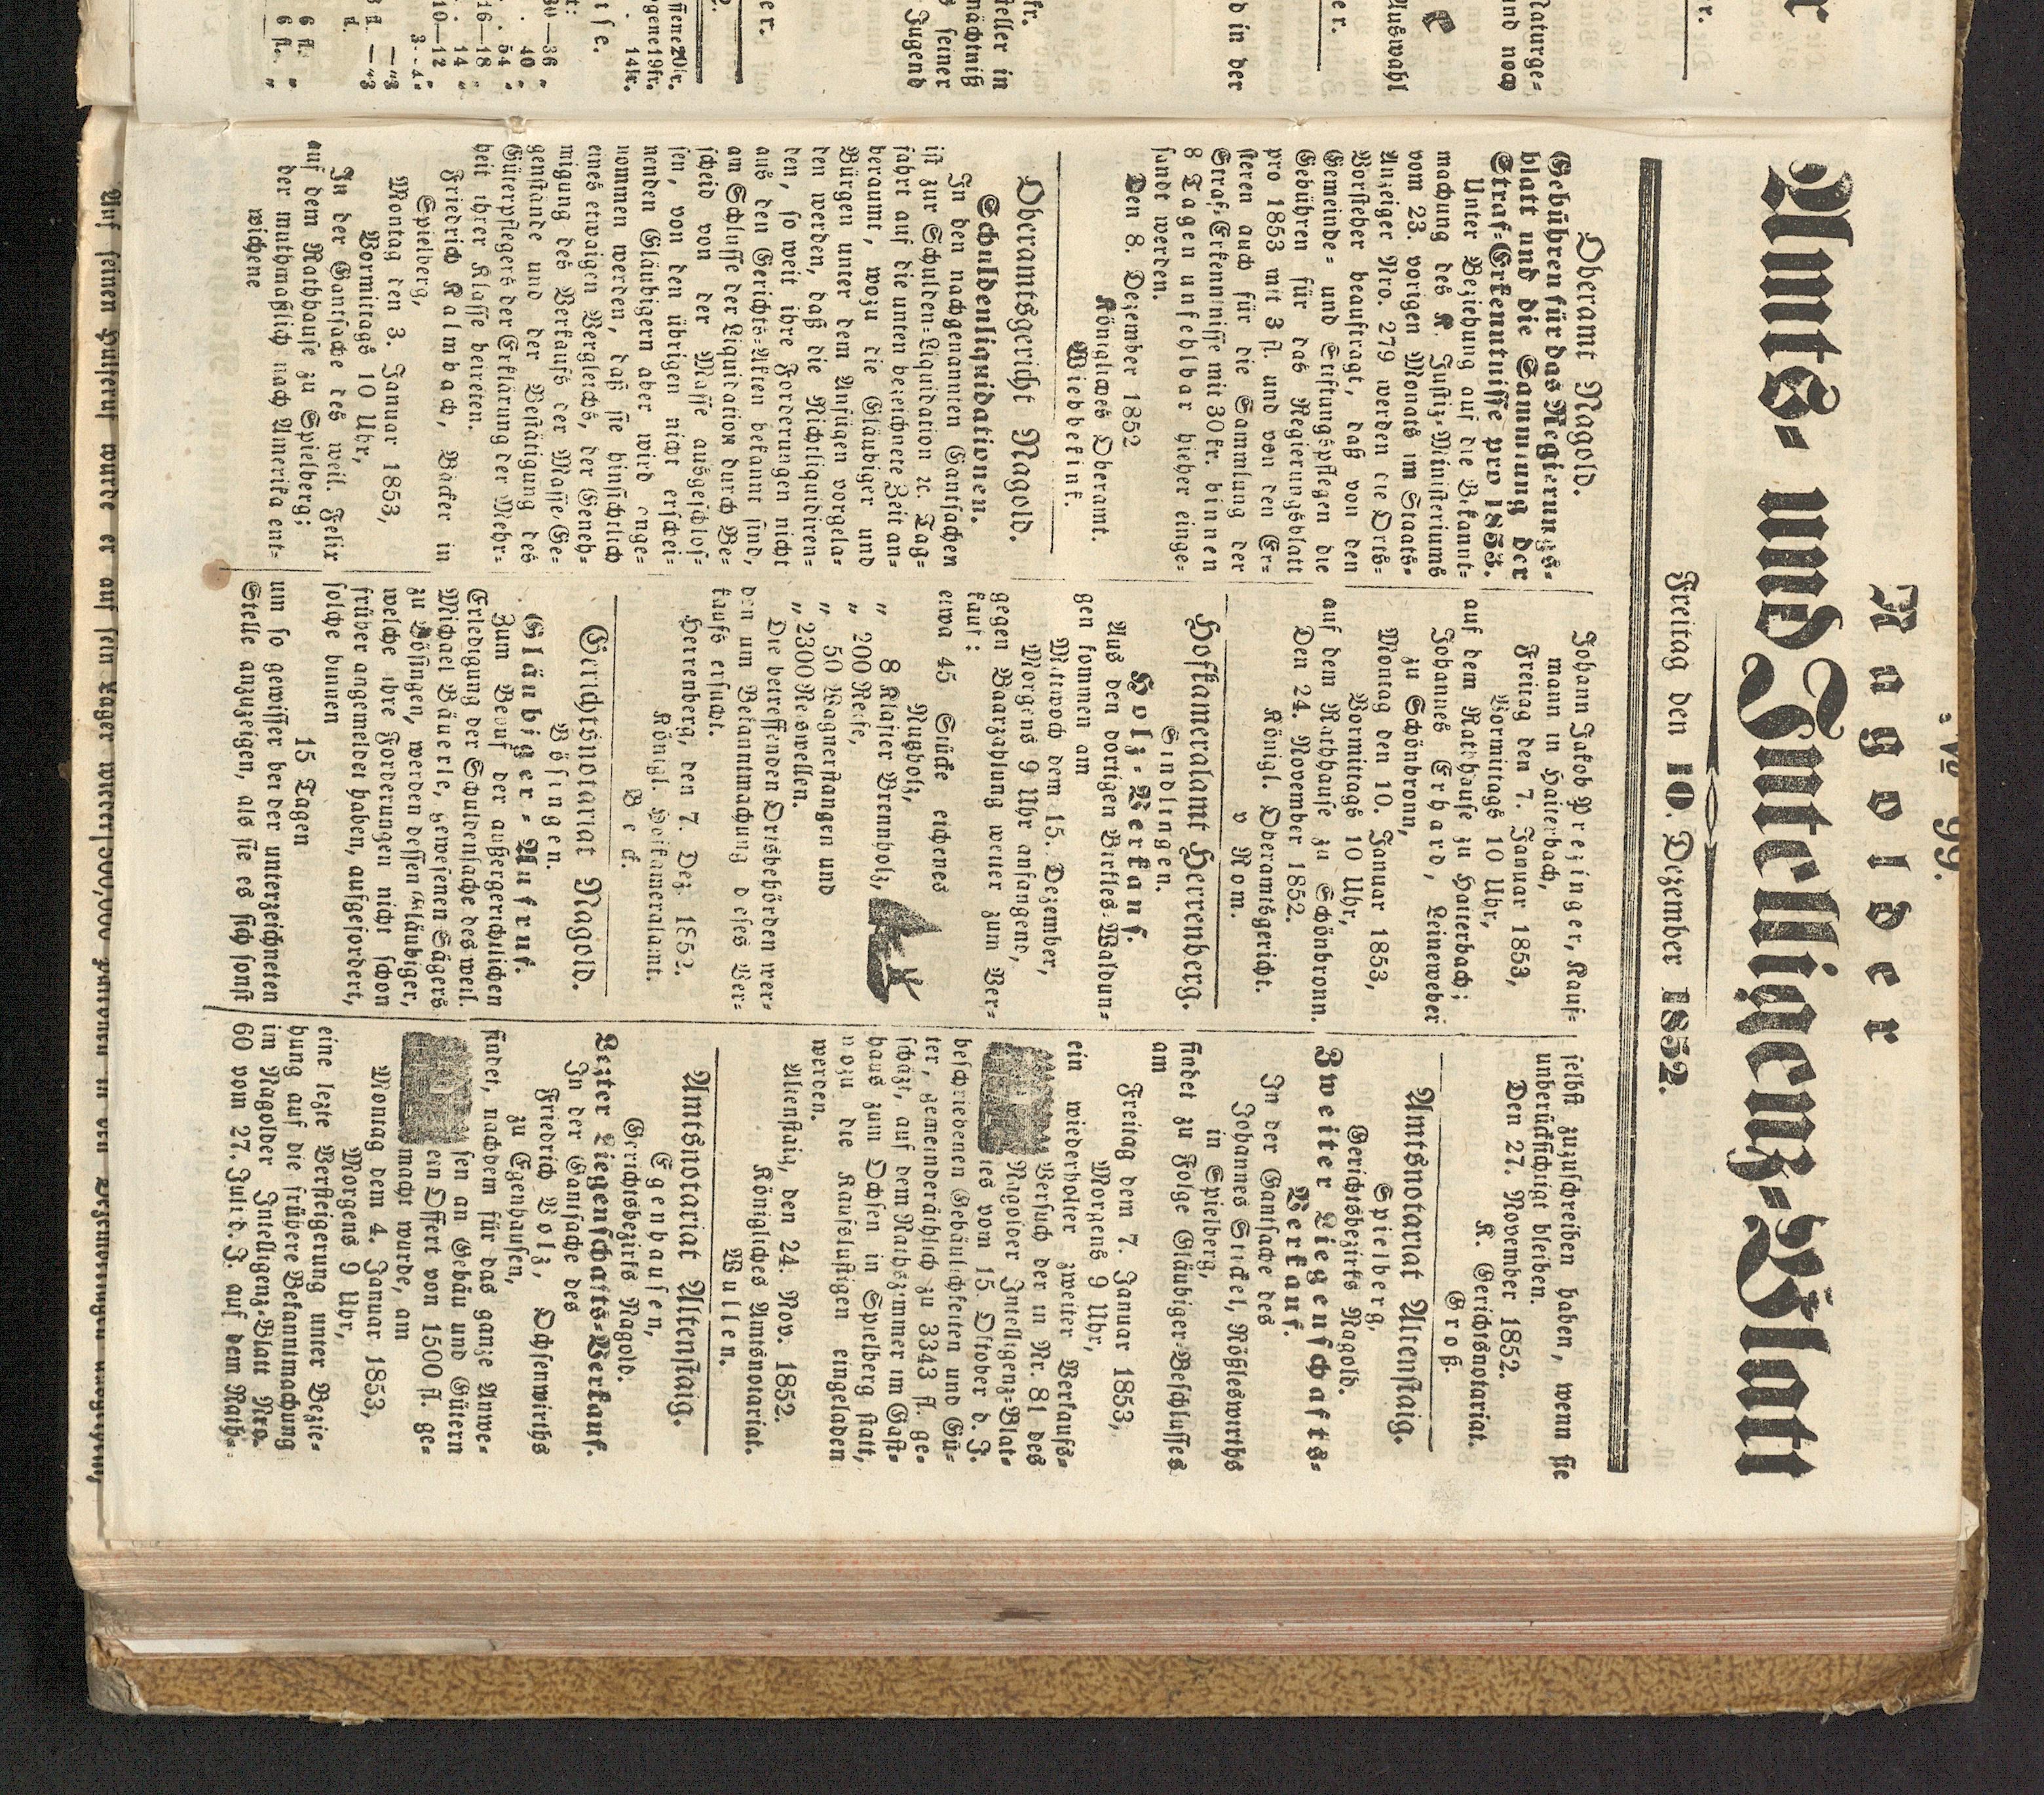 № 99.
Nagolder
Amts- und Intelligenz-Blatt
Freitag den 10. Dezember 1852.
Oberamt Nagold.
Gebühren für das Regierungs-
blatt und die Sammlung der
Straf-Erkenntnisse pro 1853.
Unter Beziehung auf die Bekannt-
machung des K. Justiz-Ministeriums
vom 23. vorigen Monats im Staats-
Anzeiger Nro. 279 werden die Orts-
Vorsteher beauftragt, daß von den
Gemeinde- und Stiftungspflegen die
Gebühren für das Regierungsblatt
pro 1853 mit 3 fl. und von den Er-
steren auch für die Sammlung der
Straf-Erkenntnisse mit 30 kr. binnen
8 Tagen unfehlbar hieher einge-
sandt werden.
Den 8. Dezember 1852
Königliches Oberamt.
Wiebbekink.
Oberamtsgericht Nagold.
Schuldenliquidationen.
In den nachgenannten Gantsachen
ist zur Schulden-Liquidation ꝛc. Tag-
fahrt auf die unten bezeichnete Zeit an-
beraumt, wozu die Gläubiger und
Bürgen unter dem Anfügen vorgela-
den werden, daß die Nichtliquidiren-
den, so weit ihre Forderungen nicht
aus den Gerichts-Akten bekannt sind,
am Schlusse der Liquidation durch Be-
scheid von der Masse ausgeschlos-
sen, von den übrigen nicht erschei-
nenden Gläubigern aber wird ange-
nommen werden, daß sie hinsichtlich
eines etwaigen Vergleichs, der Geneh-
migung des Verkaufs der Masse-Ge-
genstände und der Bestätigung des
Güterpflegers der Erklärung der Mehr-
heit ihrer Klasse beitreten.
Friedrich Kalmbach, Bäcker in
Spielberg,
Montag den 3. Januar 1853,
Vormittags 10 Uhr,
In der Gantsache des weil. Felix
auf dem Rathhause zu Spielberg;
der muthmaßlich nach Amerika ent-
wichene
Johann Jakob Prezinger, Kauf-
mann in Haiterbach,
Freitag den 7. Januar 1853,
Vormittags 10 Uhr,
auf dem Rathhause zu Haiterbach;
Johannes Erhard, Leineweber
zu Schönbronn,
Montag den 10. Januar 1853,
Vormittags 10 Uhr,
auf dem Rathhause zu Schönbronn.
Den 24. November 1852.
Königl. Oberamtsgericht.
v Rom.
Hofkameralamt Herrenberg.
Sindlingen.
Holz-Verkauf.
Aus den dortigen Birkles-Waldun-
gen kommen am
Mittwoch dem 15. Dezember,
Morgens 9 Uhr anfangend,
gegen Baarzahlung weiter zum Ver-
kauf:
etwa 45 Stücke eichenes
Nutzholz,
„ 8 Klafter Brennholz,
„ 200 Reise,
„ 50 Wagnerstangen und
„ 2300 Reiswellen.
Die betreffenden Ortsbehörden wer-
den um Bekanntmachung dieses Ver-
kaufs ersucht.
Herrenberg, den 7. Dez. 1852.
Königl. Hofkameralamt.
Beck.
Gerichtsnotariat Nagold.
Bösingen.
Gläubiger-Aufruf.
Zum Behuf der außergerichtlichen
Erledigung der Schuldensache des weil.
Michael Bäuerle, gewesenen Sägers
zu Bösingen, werden dessen Gläubiger,
welche ihre Forderungen nicht schon
früher angemeldet haben, aufgefordert,
solche binnen
15 Tagen
um so gewisser bei der unterzeichneten
Stelle anzuzeigen, als sie es sich sonst
selbst zuzuschreiben haben, wenn sie
unberücksichtigt bleiben.
Den 27. November 1852.
K. Gerichtsnotariat.
Groß.
Amtsnotariat Altenstaig.
Spielberg,
Gerichtsbezirks Nagold.
Zweiter Liegenschafts-
Verkauf.
In der Gantsache des
Johannes Stickel, Rößleswirths
in Spielberg,
findet zu Folge Gläubiger-Beschlusses
am
Freitag dem 7. Januar 1853,
Morgens 9 Uhr,
ein wiederholter zweiter Verkaufs-
Versuch der in Nr. 81 des
Nagolder Intelligenz-Blat-
tes vom 15. Oktober d. J.
beschriebenen Gebäulichkeiten und Gü-
ter, gemeinderäthlich zu 3343 fl. ge-
schäzt, auf dem Rathszimmer im Gast-
haus zum Ochsen in Spielberg statt,
wozu die Kaufslustigen eingeladen
werden.
Altenstaig, den 24. Nov. 1852.
Königliches Amtsnotariat.
Wullen.
Amtsnotariat Altenstaig.
Egenhausen,
Gerichtsbezirks Nagold.
Lezter Liegenschafts-Verkauf.
In der Gantsache des
Friedrich Volz, Ochsenwirths
zu Egenhausen,
findet, nachdem für das ganze Anwe-
sen an Gebäu und Gütern
ein Offert von 1500 fl. ge-
macht wurde, am
Montag dem 4. Januar 1853,
Morgens 9 Uhr,
eine lezte Versteigerung unter Bezie-
hung auf die frühere Bekanntmachung
im Nagolder Intelligenz-Blatt Nro.
60 vom 27. Juli d. J. auf dem Rath-